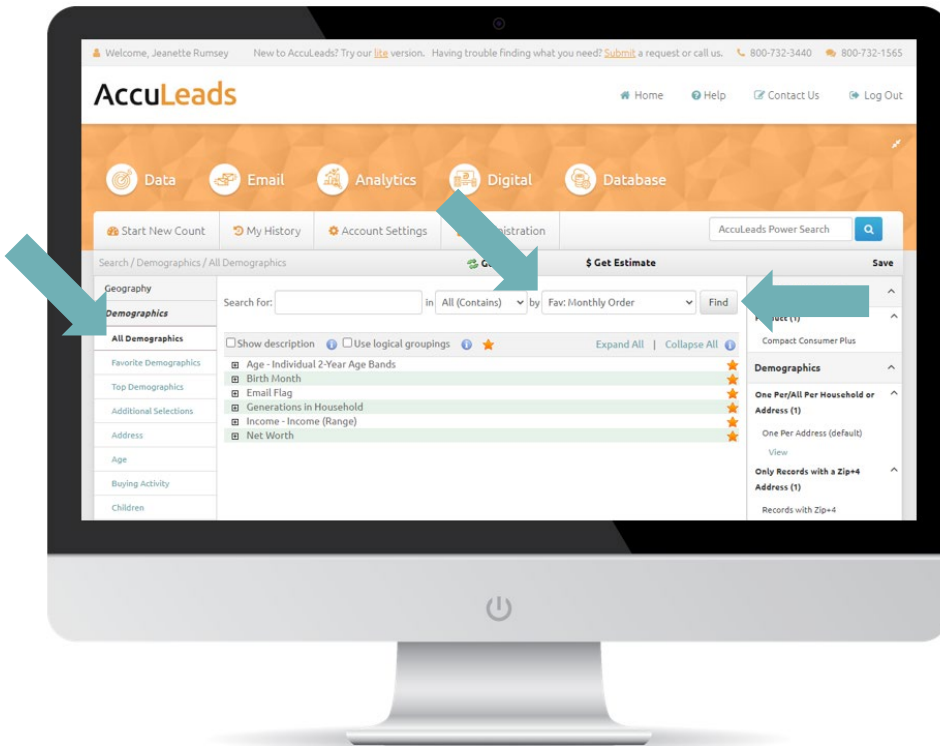 Welcome, Jeanette Rumsey New to AccuLeads? Try our lite version. Having trouble finding what you need? Submit a request or call us. 800-732-3440 800-732-1565
AccuLeads
Home Help Contact Us Log Out
Data Email Analytics Digital Database
Start New Count My History Account Settings istration AccuLeads Power Search
Search / Demographics / All Demographics $ Get Estimate Save
Geography
Demographics
All Demographics
Favorite Demographics
Top Demographics
Additional Selections
Address
Age
Buying Activity
Children
Search for: in All (Contains) by Fav: Monthly Order Find
Show description Use logical groupings Expand All | Collapse All
Age - Individual 2-Year Age Bands
Birth Month
Email Flag
Generations in Household
Income - Income (Range)
Net Worth
Product (1)
Compact Consumer Plus
Demographics
One Per/All Per Household or
Address (1)
One Per Address (default)
View
Only Records with a Zip+4
Address (1)
Records with Zip+4